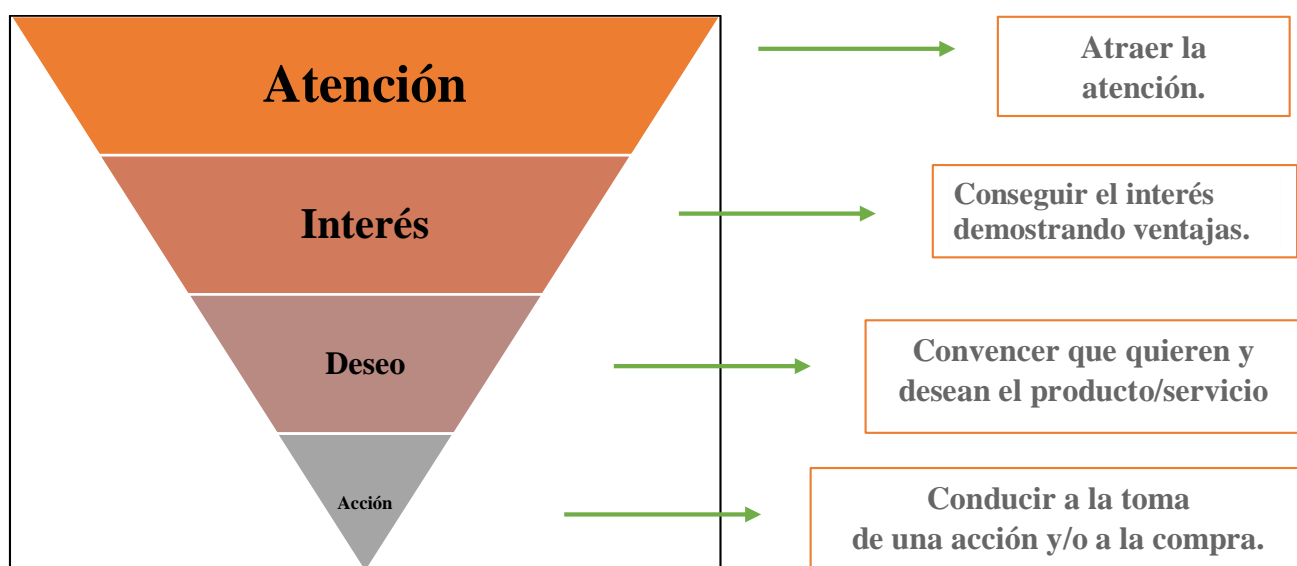 Atención
Atraer la
atención.
Interés
Conseguir el interés
demostrando ventajas.
Deseo
Convencer que quieren y
desean el producto/servicio
Acción
Conducir a la toma
de una acción y/o a la compra.